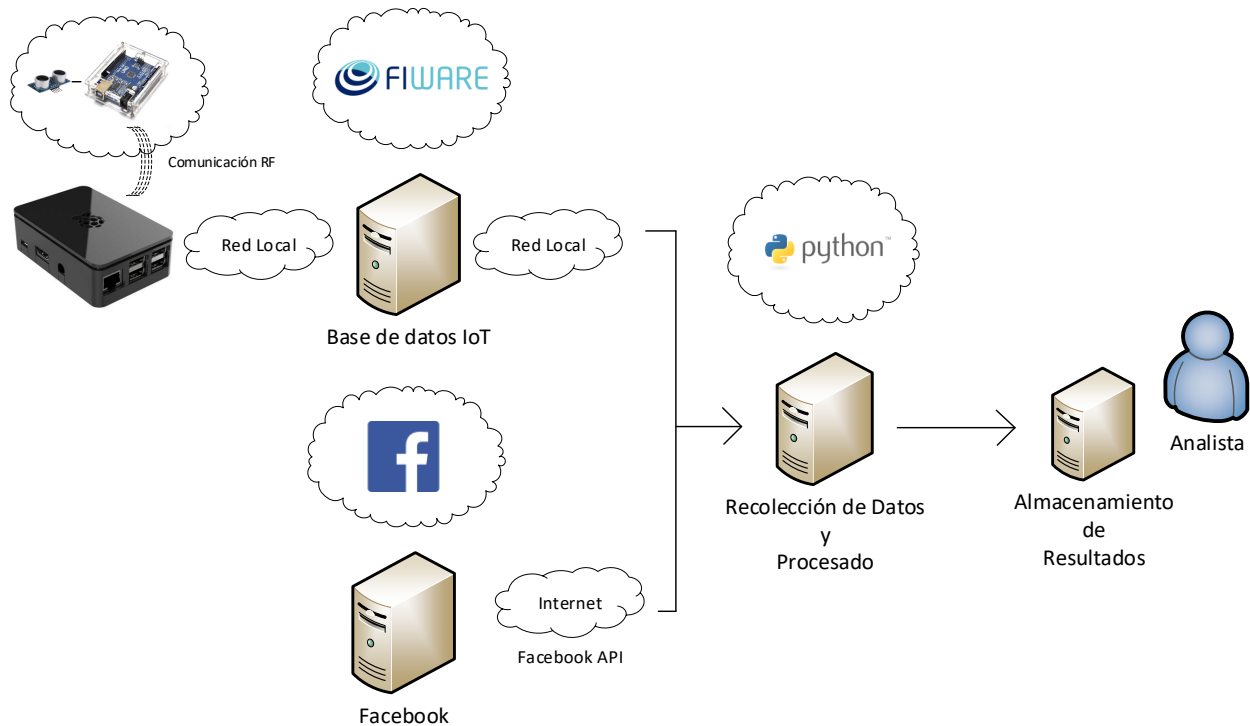 FIWARE
Comunicación RF
Red Local
Red Local
Base de datos IoT
python™
Analista
Recolección de Datos
y
Procesado
Almacenamiento
de
Resultados
f
Internet
Facebook API
Facebook